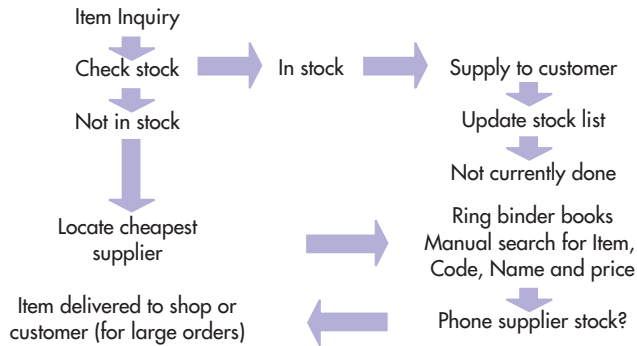 Item Inquiry
Check stock
In stock
Supply to customer
Not in stock
Update stock list
Not currently done
Locate cheapest
supplier
Ring binder books
Manual search for Item,
Code, Name and price
Item delivered to shop or
customer (for large orders)
Phone supplier stock?